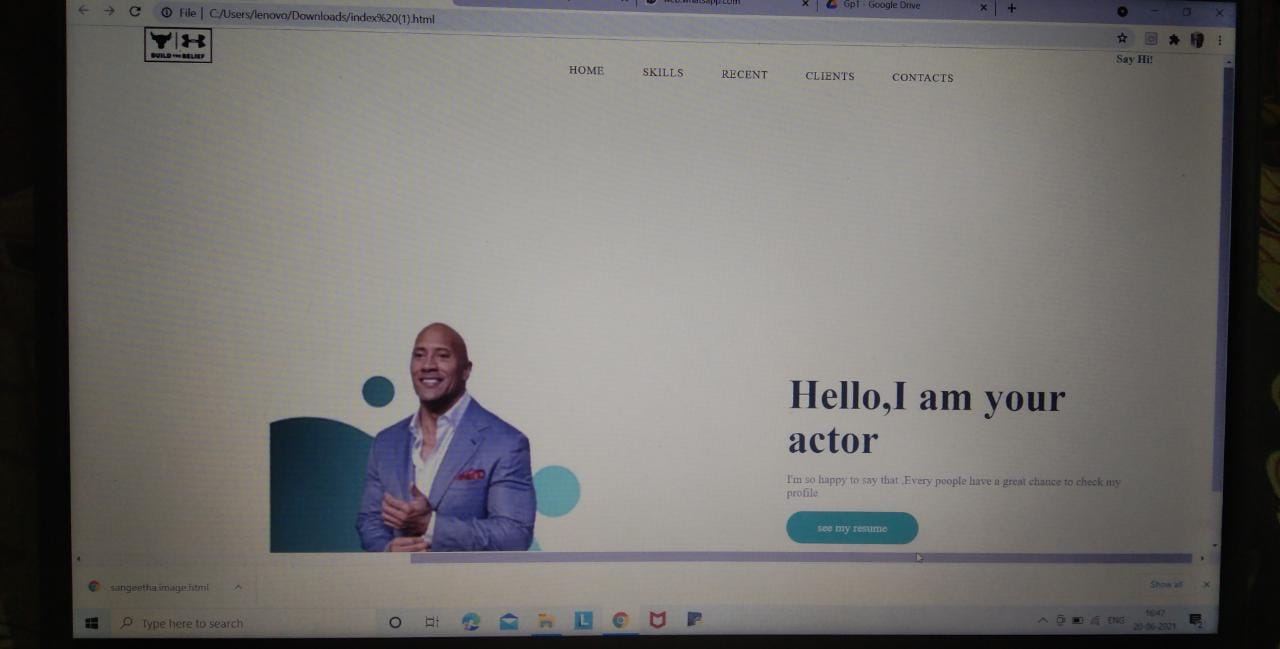 web.whatsapp.com
Gp1 - Google Drive
File | C:/Users/lenovo/Downloads/index%20(1).html
BUILD THE BELIEF
Say Hi!
HOME SKILLS RECENT CLIENTS CONTACTS
Hello,I am your
actor
I'm so happy to say that ,Every people have a great chance to check my
profile
see my resume
sangeetha.image.html
Show all
Type here to search
L
ENG
16:47
20-06-2021